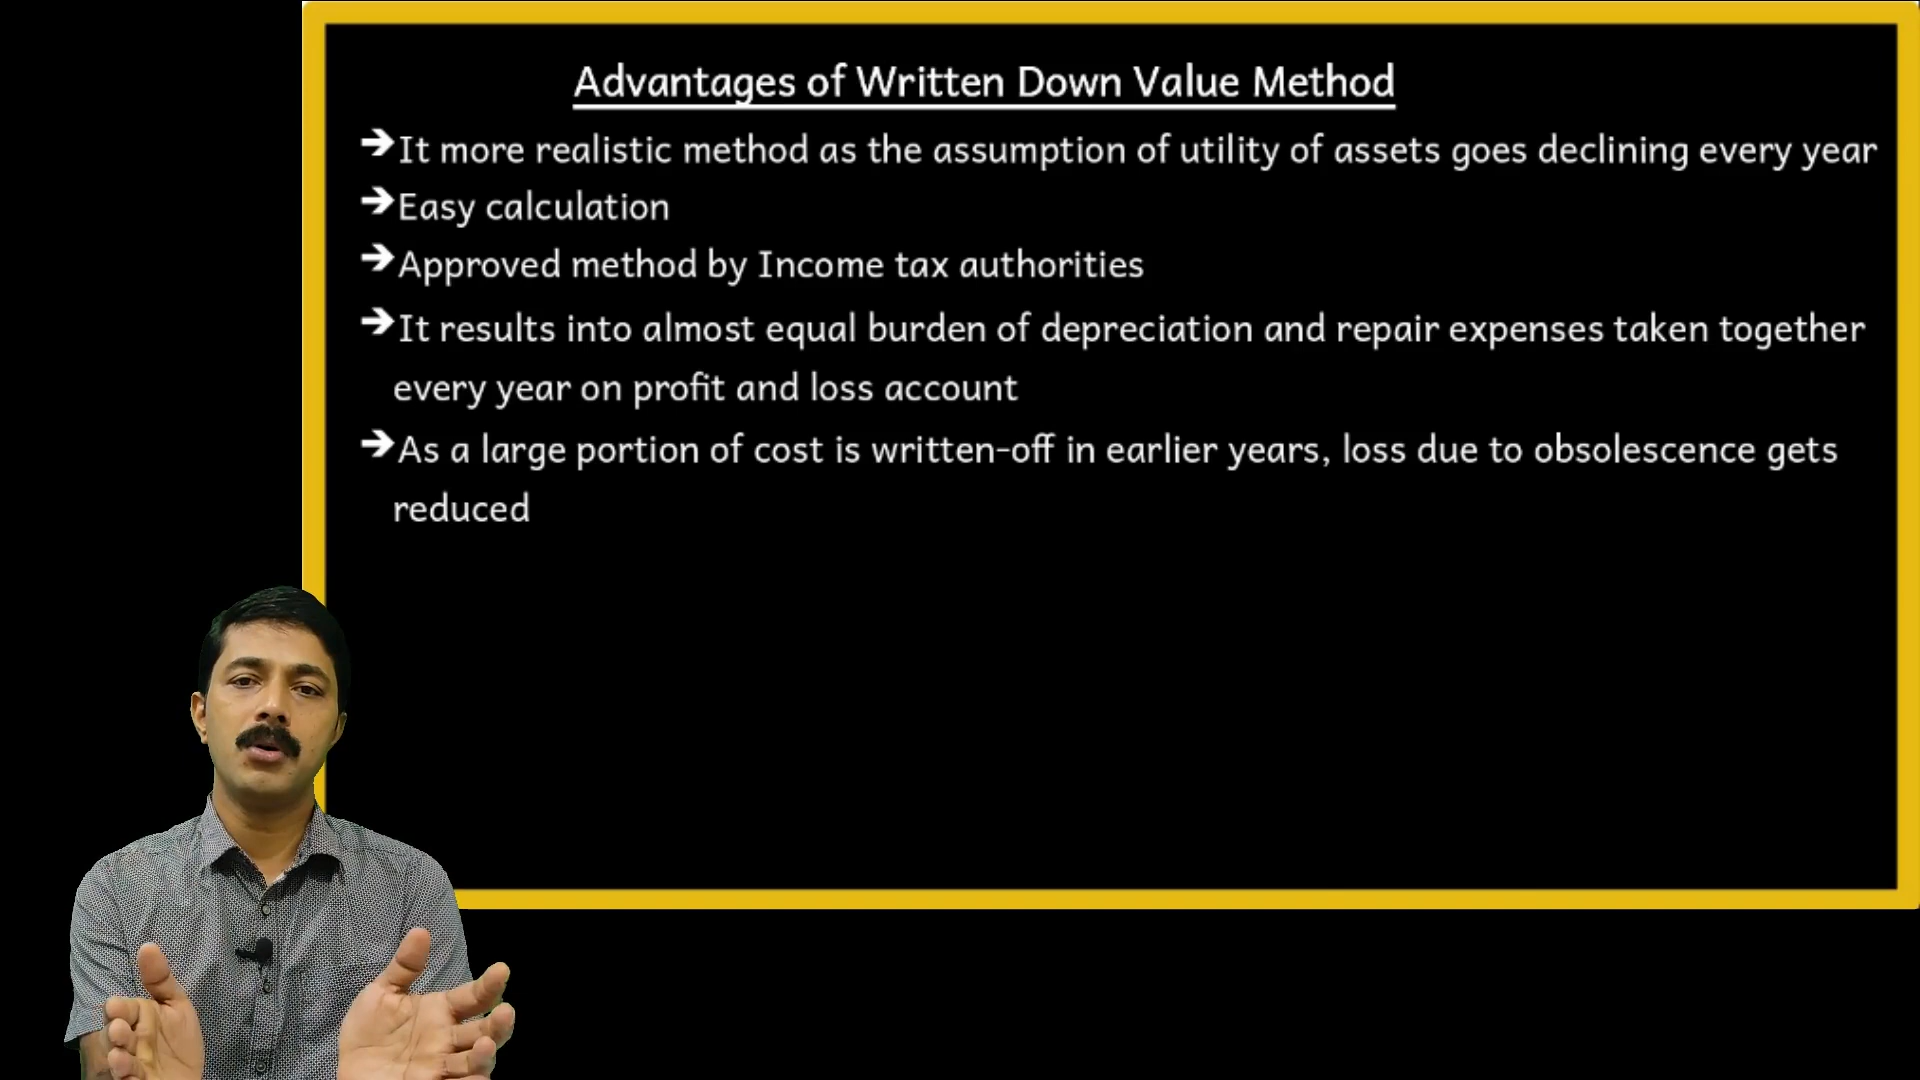 Advantages of Written Down Value Method
➔It more realistic method as the assumption of utility of assets goes declining every year
➔Easy calculation
➔Approved method by Income tax authorities
➔It results into almost equal burden of depreciation and repair expenses taken together
every year on profit and loss account
➔As a large portion of cost is written-off in earlier years, loss due to obsolescence gets
reduced